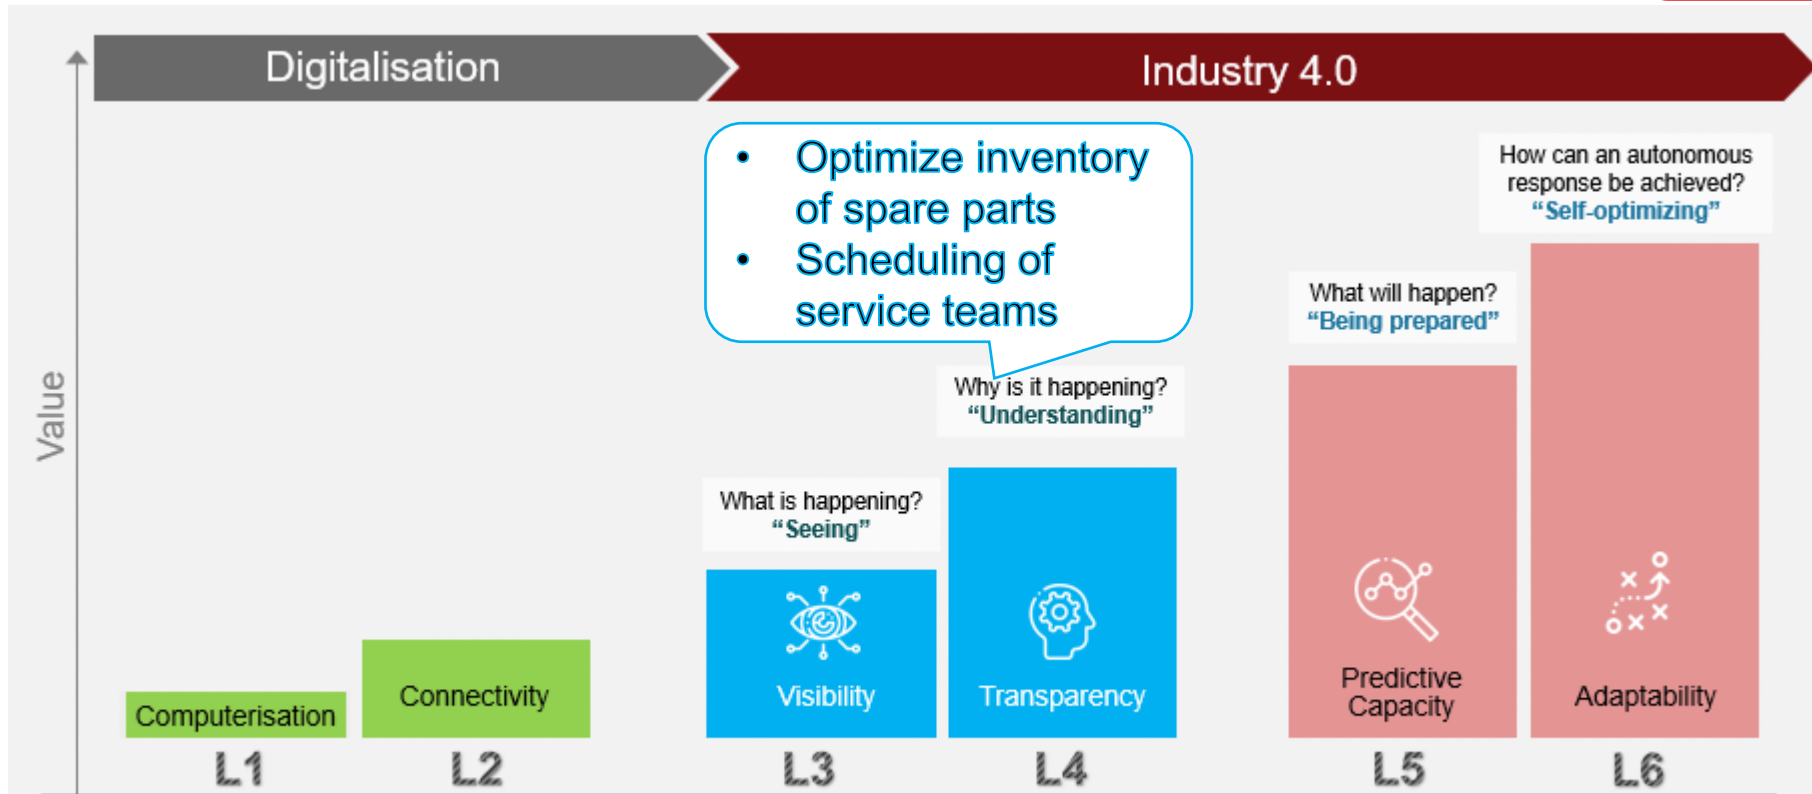 Digitalisation
Industry 4.0
• Optimize inventory
of spare parts
• Scheduling of
service teams
How can an autonomous
response be achieved?
“Self-optimizing”
What will happen?
“Being prepared”
Why is it happening?
“Understanding”
What is happening?
“Seeing”
Value
Computerisation
Connectivity
Visibility
Transparency
Predictive
Capacity
Adaptability
L1
L2
L3
L4
L5
L6